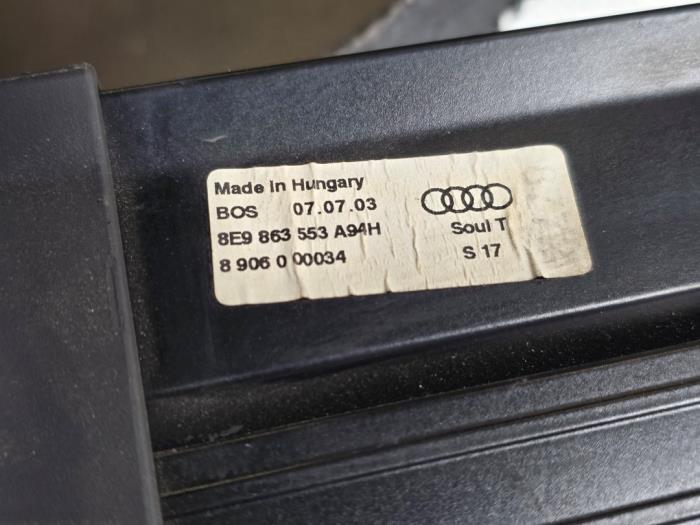 Made in Hungary
BOS 07.07.03
8E9 863 553 A94H Soul T
8 906 0 00034 S 17